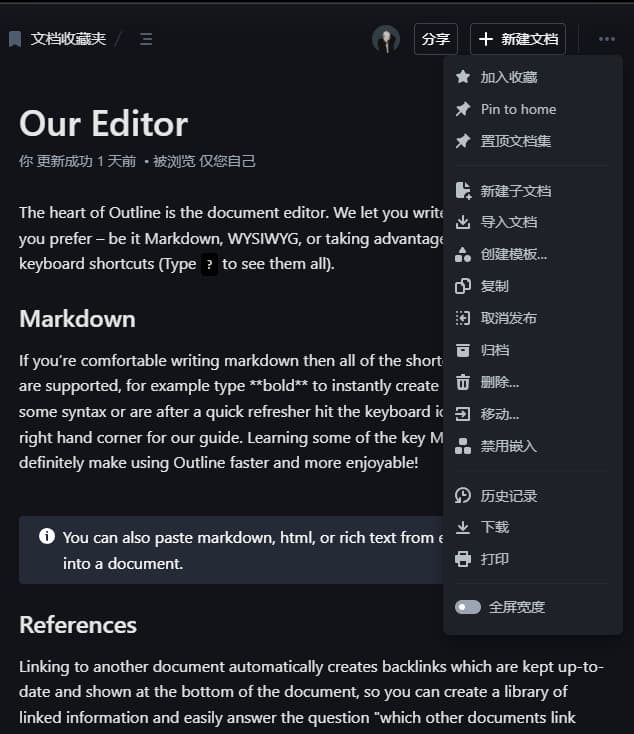 文档收藏夹 /
分享
+ 新建文档
...
加入收藏
Pin to home
置顶文档集
新建子文档
导入文档
创建模板...
复制
取消发布
归档
删除...
移动...
禁用嵌入
历史记录
下载
打印
全屏宽度
Our Editor
你 更新成功 1 天前 • 被浏览 仅您自己
The heart of Outline is the document editor. We let you write
you prefer – be it Markdown, WYSIWYG, or taking advantage
keyboard shortcuts (Type ? to see them all).
Markdown
If you’re comfortable writing markdown then all of the short
are supported, for example type **bold** to instantly create
some syntax or are after a quick refresher hit the keyboard
right hand corner for our guide. Learning some of the key M
definitely make using Outline faster and more enjoyable!
You can also paste markdown, html, or rich text from
into a document.
References
Linking to another document automatically creates backlinks which are kept up-to-
date and shown at the bottom of the document, so you can create a library of
linked information and easily answer the question "which other documents link